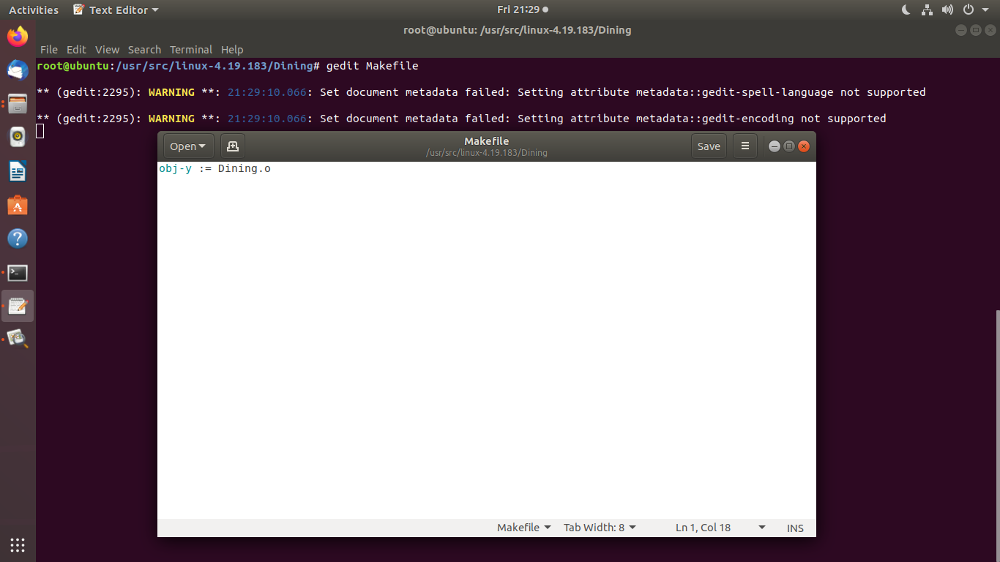 Activities Text Editor Fri 21:29
root@ubuntu: /usr/src/linux-4.19.183/Dining
File Edit View Search Terminal Help
root@ubuntu:/usr/src/linux-4.19.183/Dining# gedit Makefile
** (gedit:2295): WARNING **: 21:29:10.066: Set document metadata failed: Setting attribute metadata::gedit-spell-language not supported
** (gedit:2295): WARNING **: 21:29:10.066: Set document metadata failed: Setting attribute metadata::gedit-encoding not supported
Open Makefile Save
/usr/src/linux-4.19.183/Dining
obj-y := Dining.o
Makefile Tab Width: 8 Ln 1, Col 18 INS